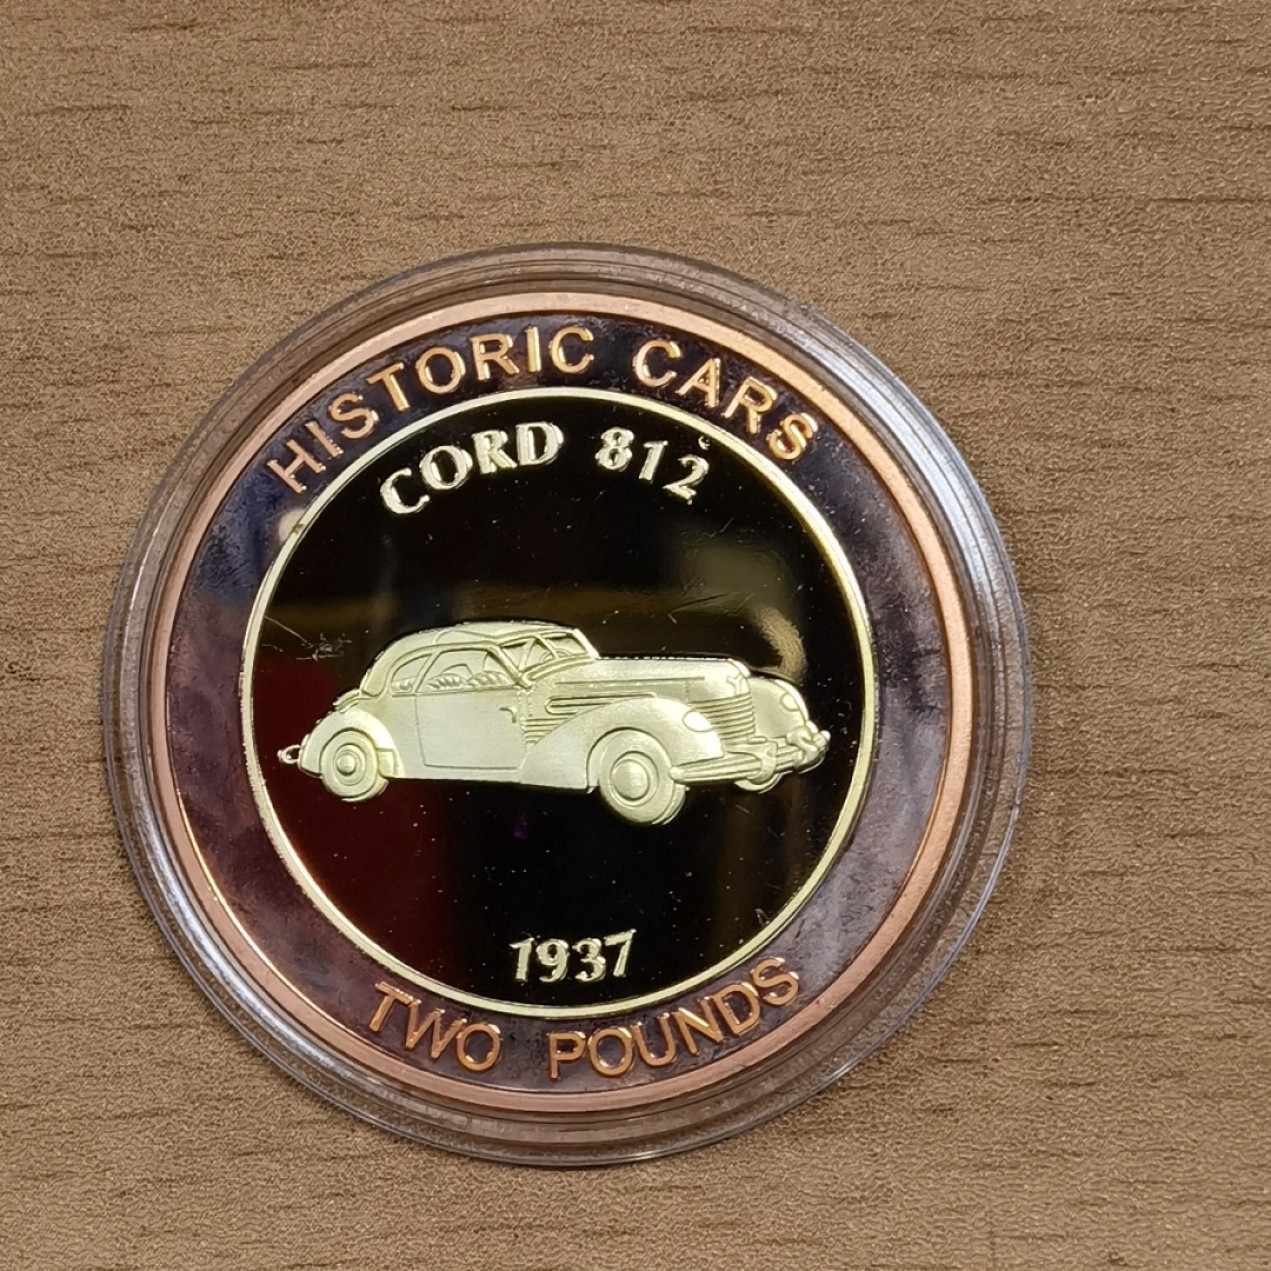 HISTORIC CARS
CORD 812
1937
TWO POUNDS